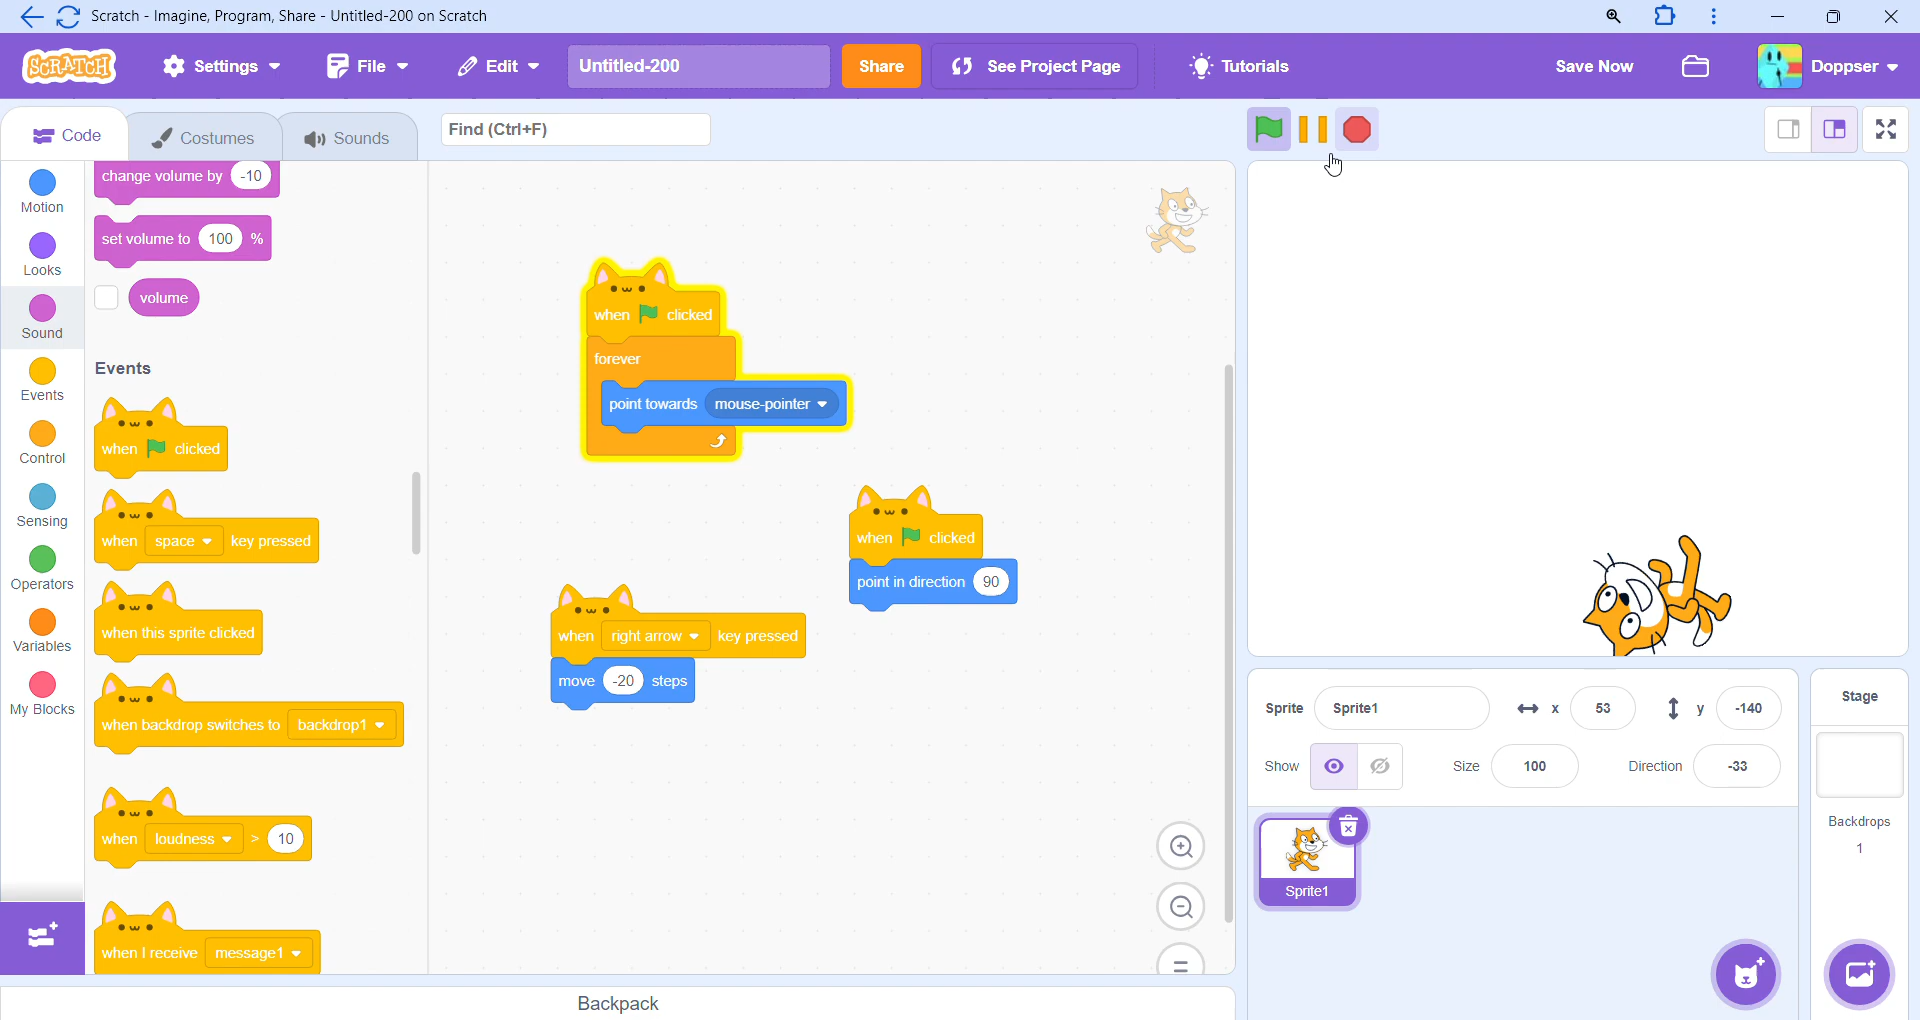 Scratch - Imagine, Program, Share - Untitled-200 on Scratch
SCRATCH
Settings
File
Edit
Untitled-200
Share
See Project Page
Tutorials
Save Now
Doppser
Code
Costumes
Sounds
Find (Ctrl+F)
Motion
Looks
Sound
Events
Control
Sensing
Operators
Variables
My Blocks
change volume by -10
set volume to 100 %
volume
Events
when clicked
when space key pressed
when this sprite clicked
when backdrop switches to backdrop1
when loudness > 10
when I receive message1
when clicked
forever
point towards mouse-pointer
when clicked
point in direction 90
when right arrow key pressed
move -20 steps
Backpack
Sprite Sprite1 x 53 y -140
Show Size 100 Direction -33
Sprite1
Stage
Backdrops
1